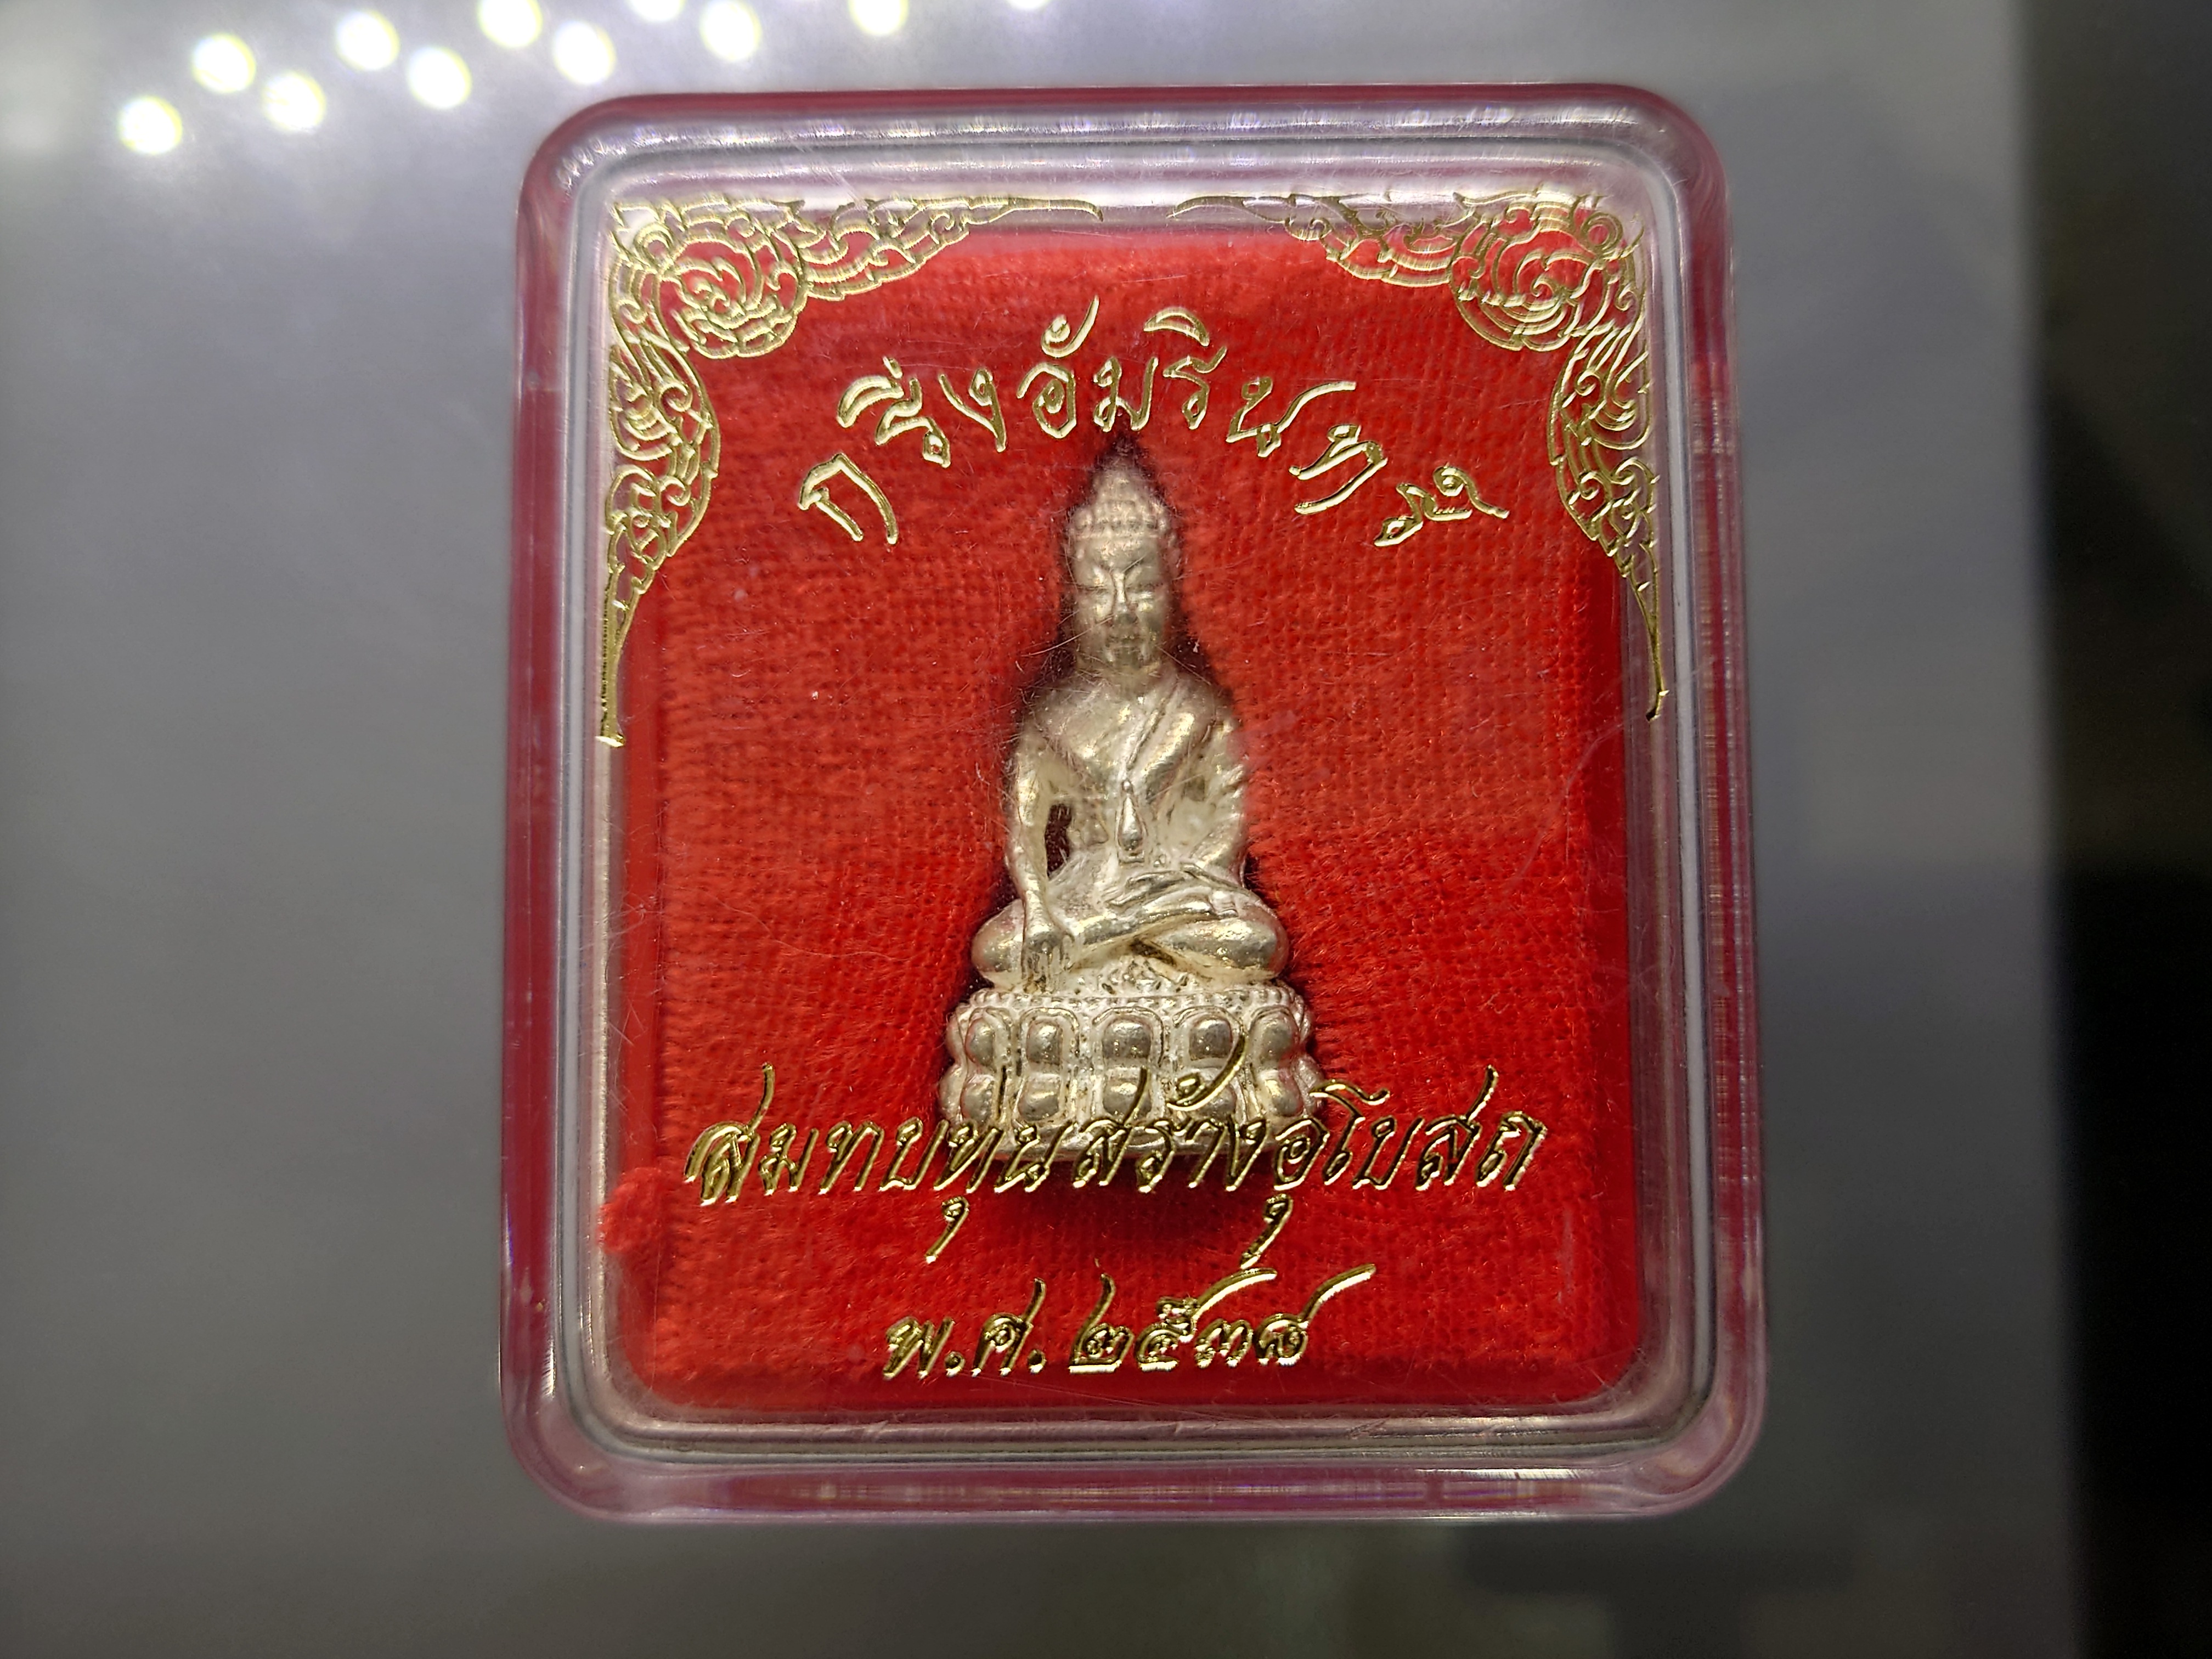 กริ่งอัมรินทร์
สมทบทุนสร้างอุโบสถ
พ.ศ. ๒๕๓๘